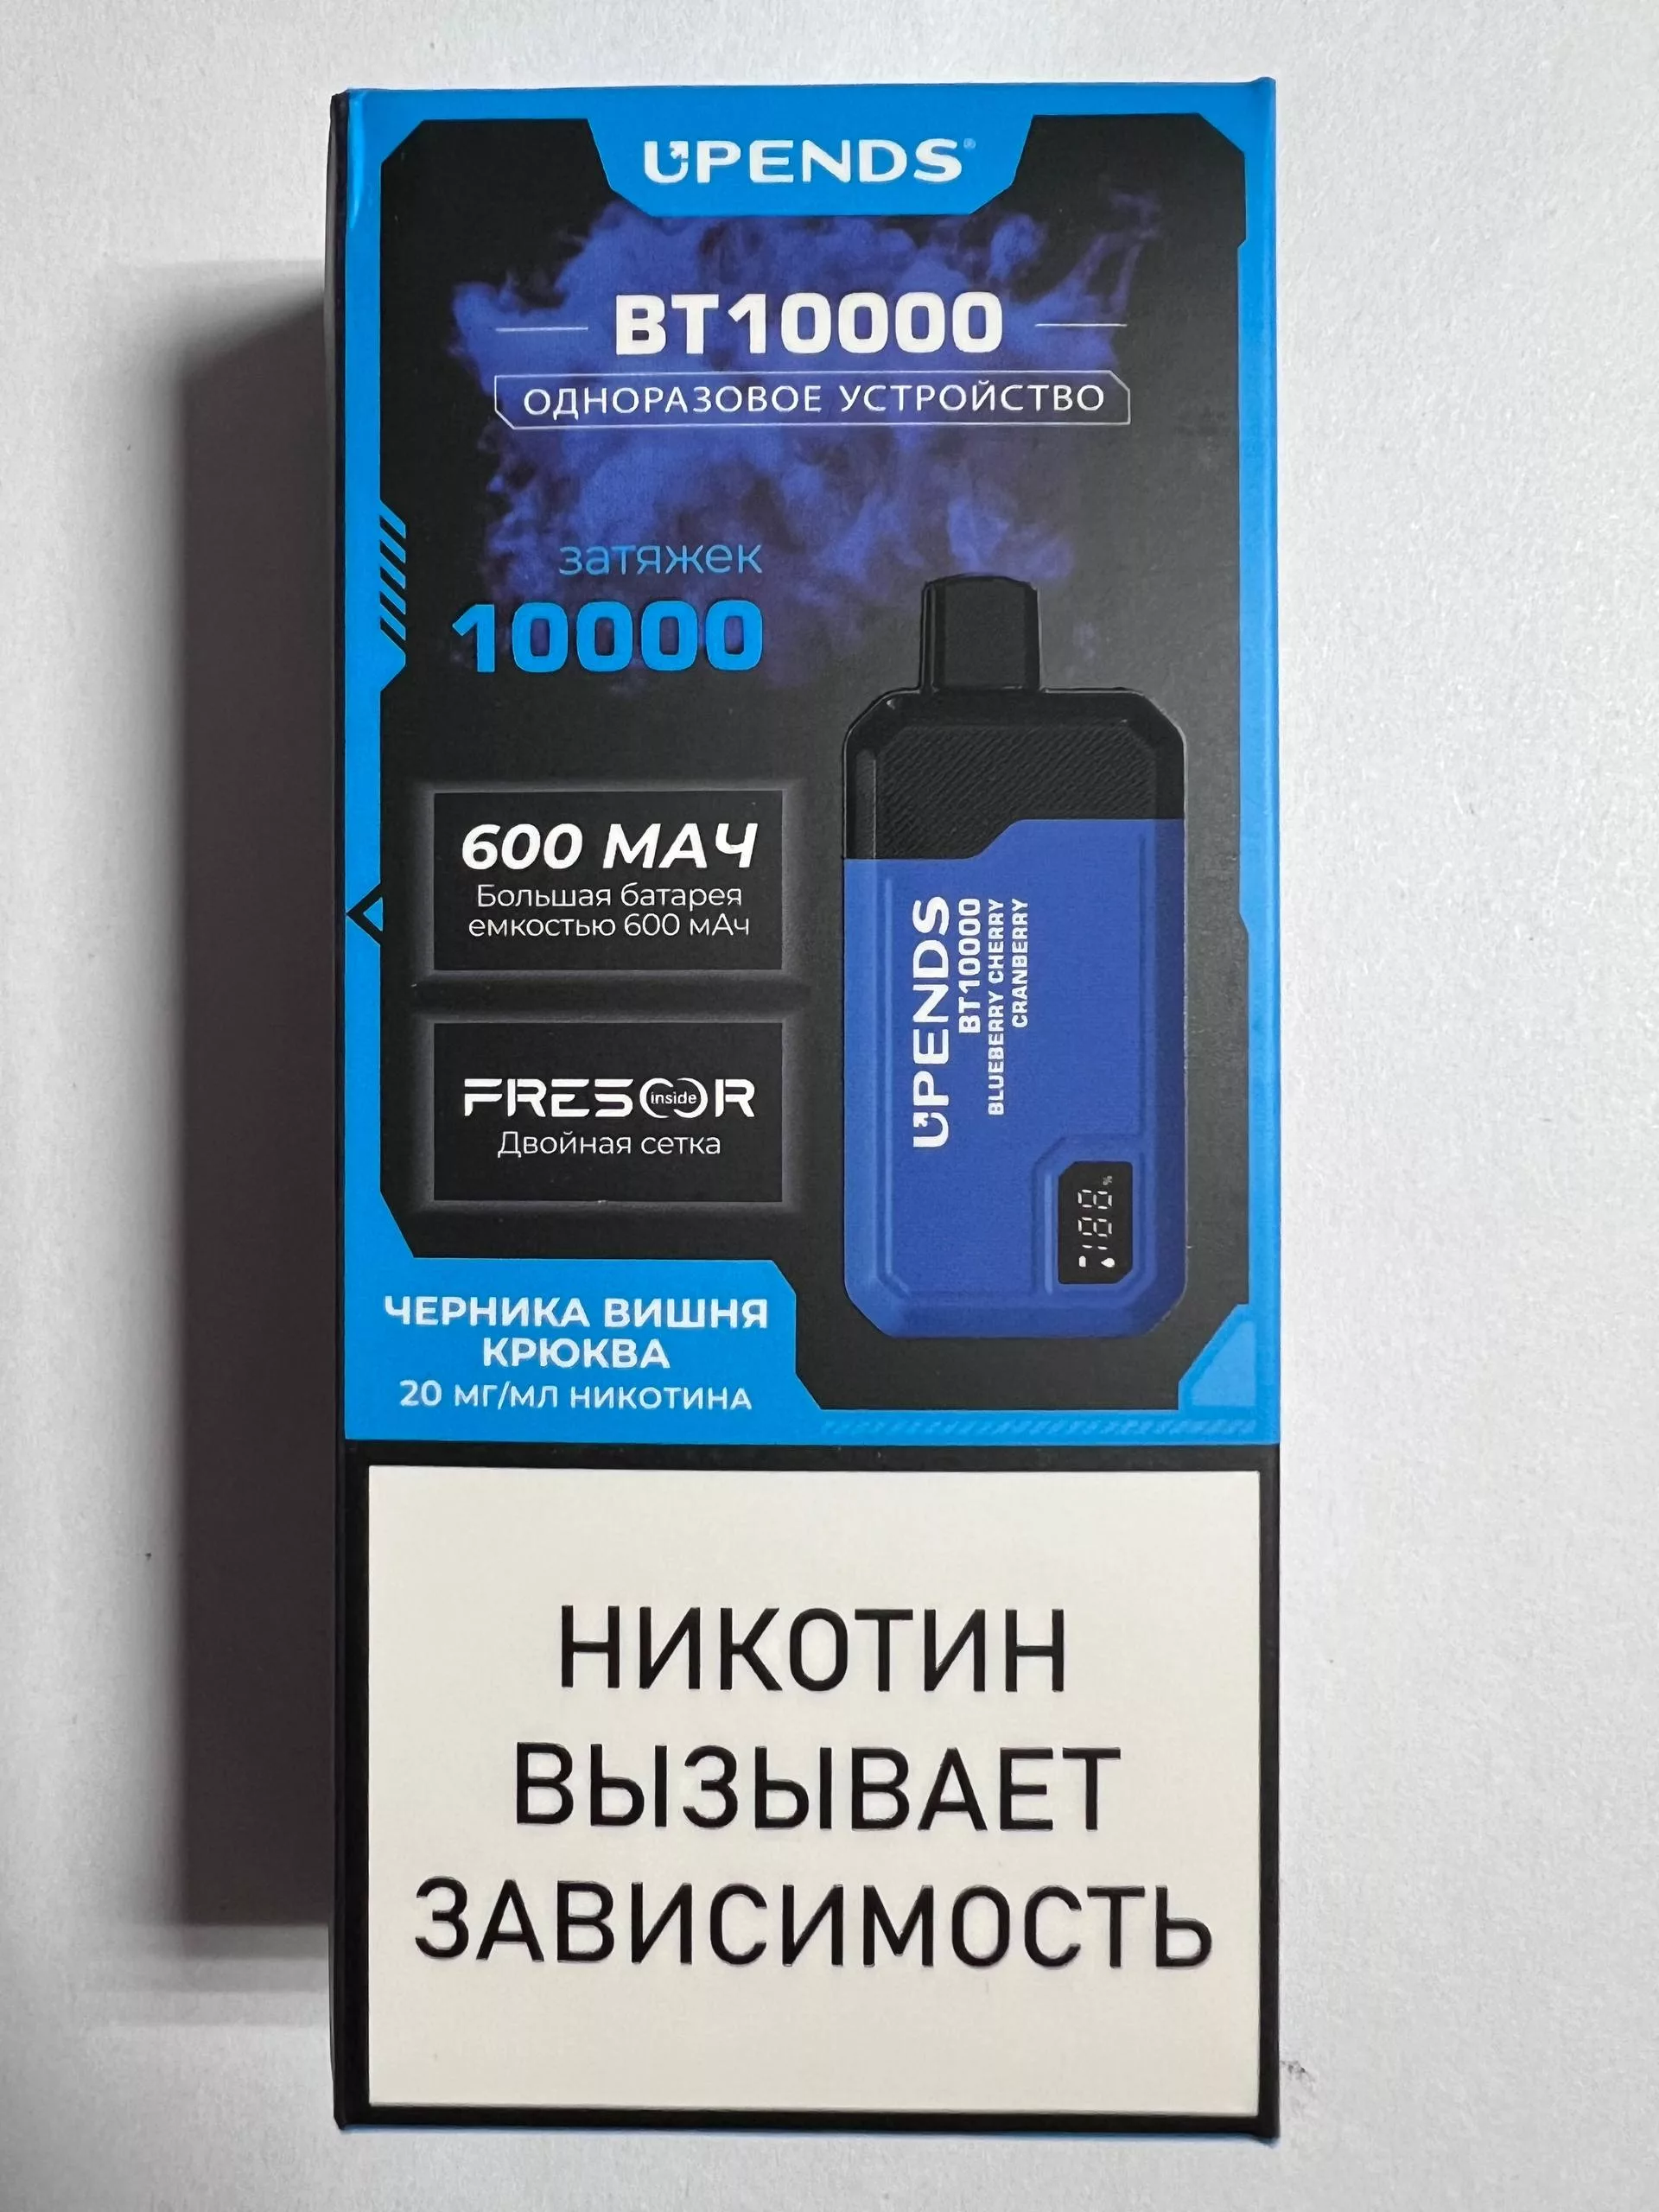 UPENDS®
BT10000
ОДНОРАЗОВОЕ УСТРОЙСТВО
затяжек
10000
600 МАЧ
Большая батарея
емкостью 600 мАч
FRESOR
inside
Двойная сетка
UPENDS
BT10000
BLUEBERRY CHERRY
CRANBERRY
188%
ЧЕРНИКА ВИШНЯ
КРЮКВА
20 МГ/МЛ НИКОТИНА
НИКОТИН
ВЫЗЫВАЕТ
ЗАВИСИМОСТЬ